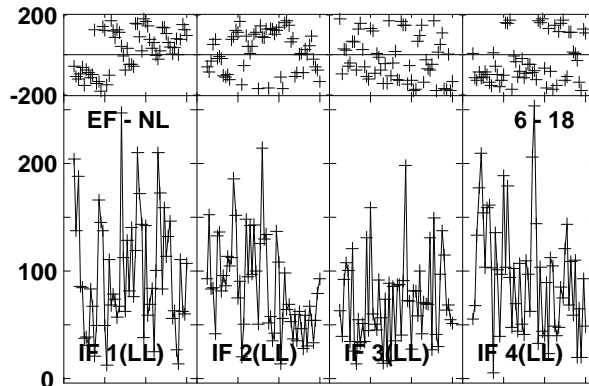 200
-200
EF - NL
6 - 18
200
100
0
IF 1(LL)
IF 2(LL)
IF 3(LL)
IF 4(LL)